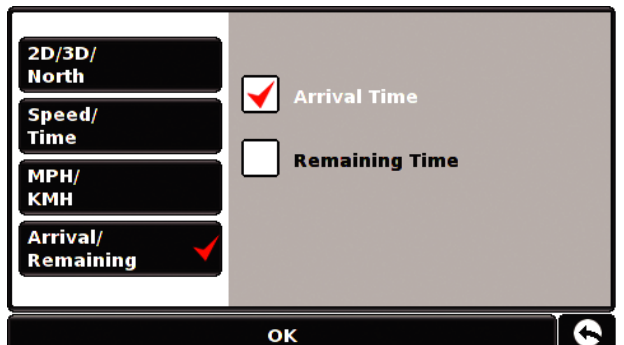 2D/3D/
North
Speed/
Time
MPH/
KMH
Arrival/
Remaining
Arrival Time
Remaining Time
OK